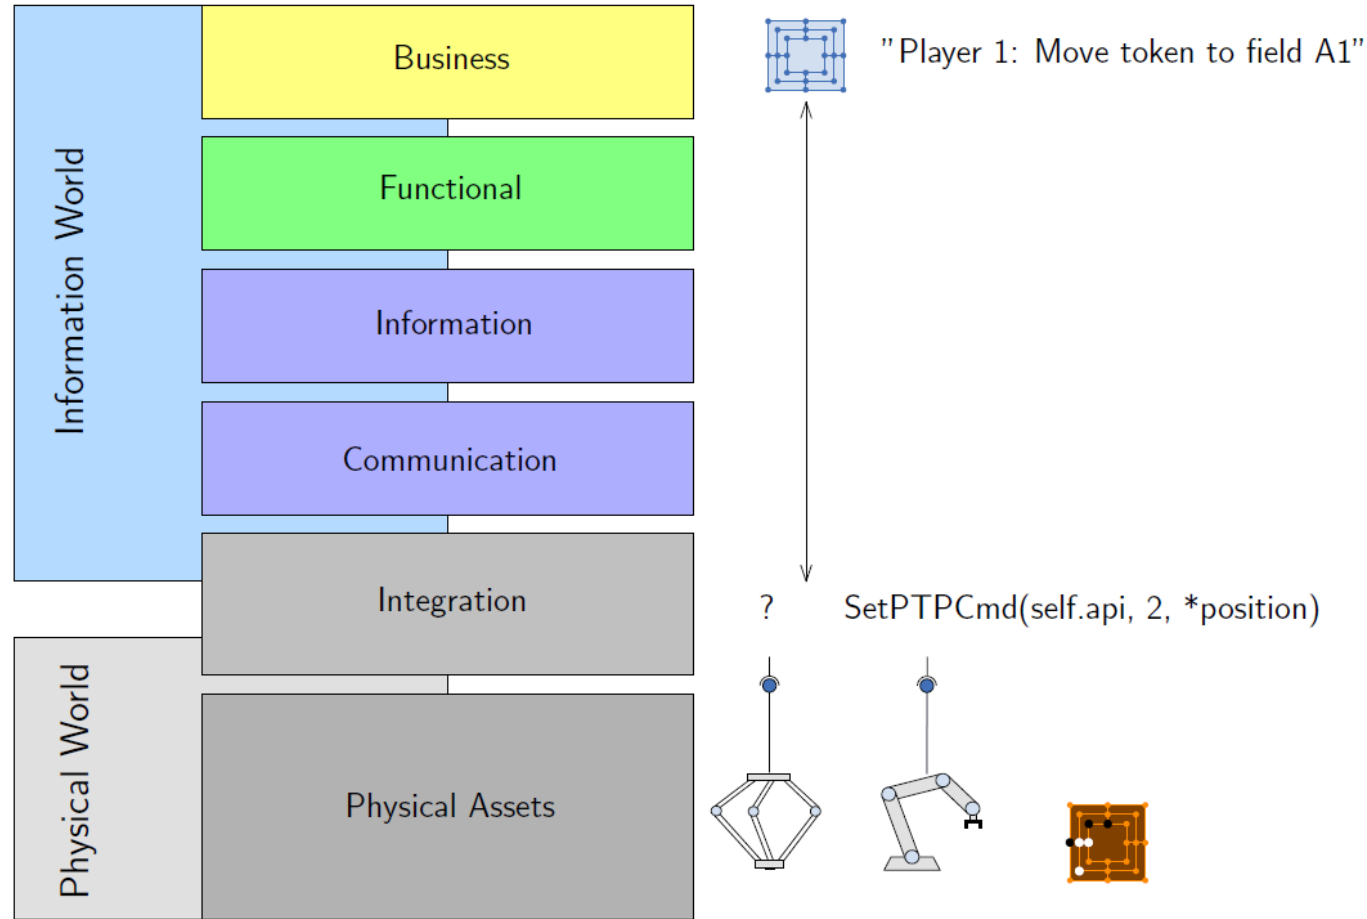 Business
"Player 1: Move token to field A1"
Functional
Information World
Information
Communication
Integration
? SetPTPCmd(self.api, 2, *position)
Physical World
Physical Assets